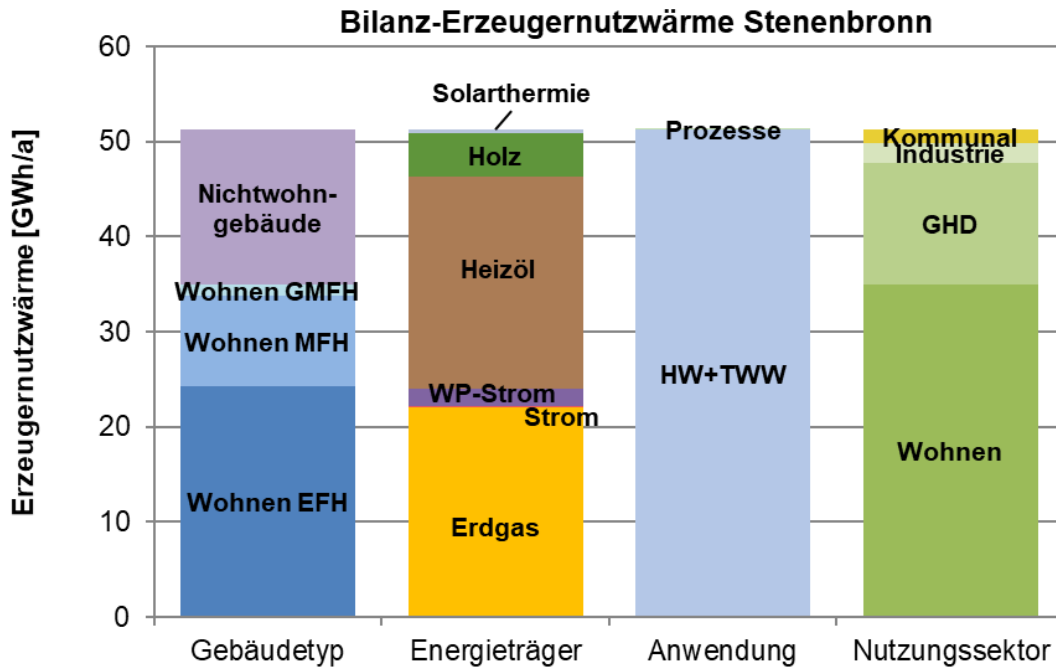 Bilanz-Erzeugernutzwärme Stenenbronn
Erzeugernutzwärme [GWh/a]
60
50
40
30
20
10
0
Nichtwohn-
gebäude
Wohnen GMFH
Wohnen MFH
Wohnen EFH
Solarthermie
Holz
Heizöl
WP-Strom
Strom
Erdgas
Prozesse
HW+TWW
Kommunal
Industrie
GHD
Wohnen
Gebäudetyp
Energieträger
Anwendung
Nutzungssektor